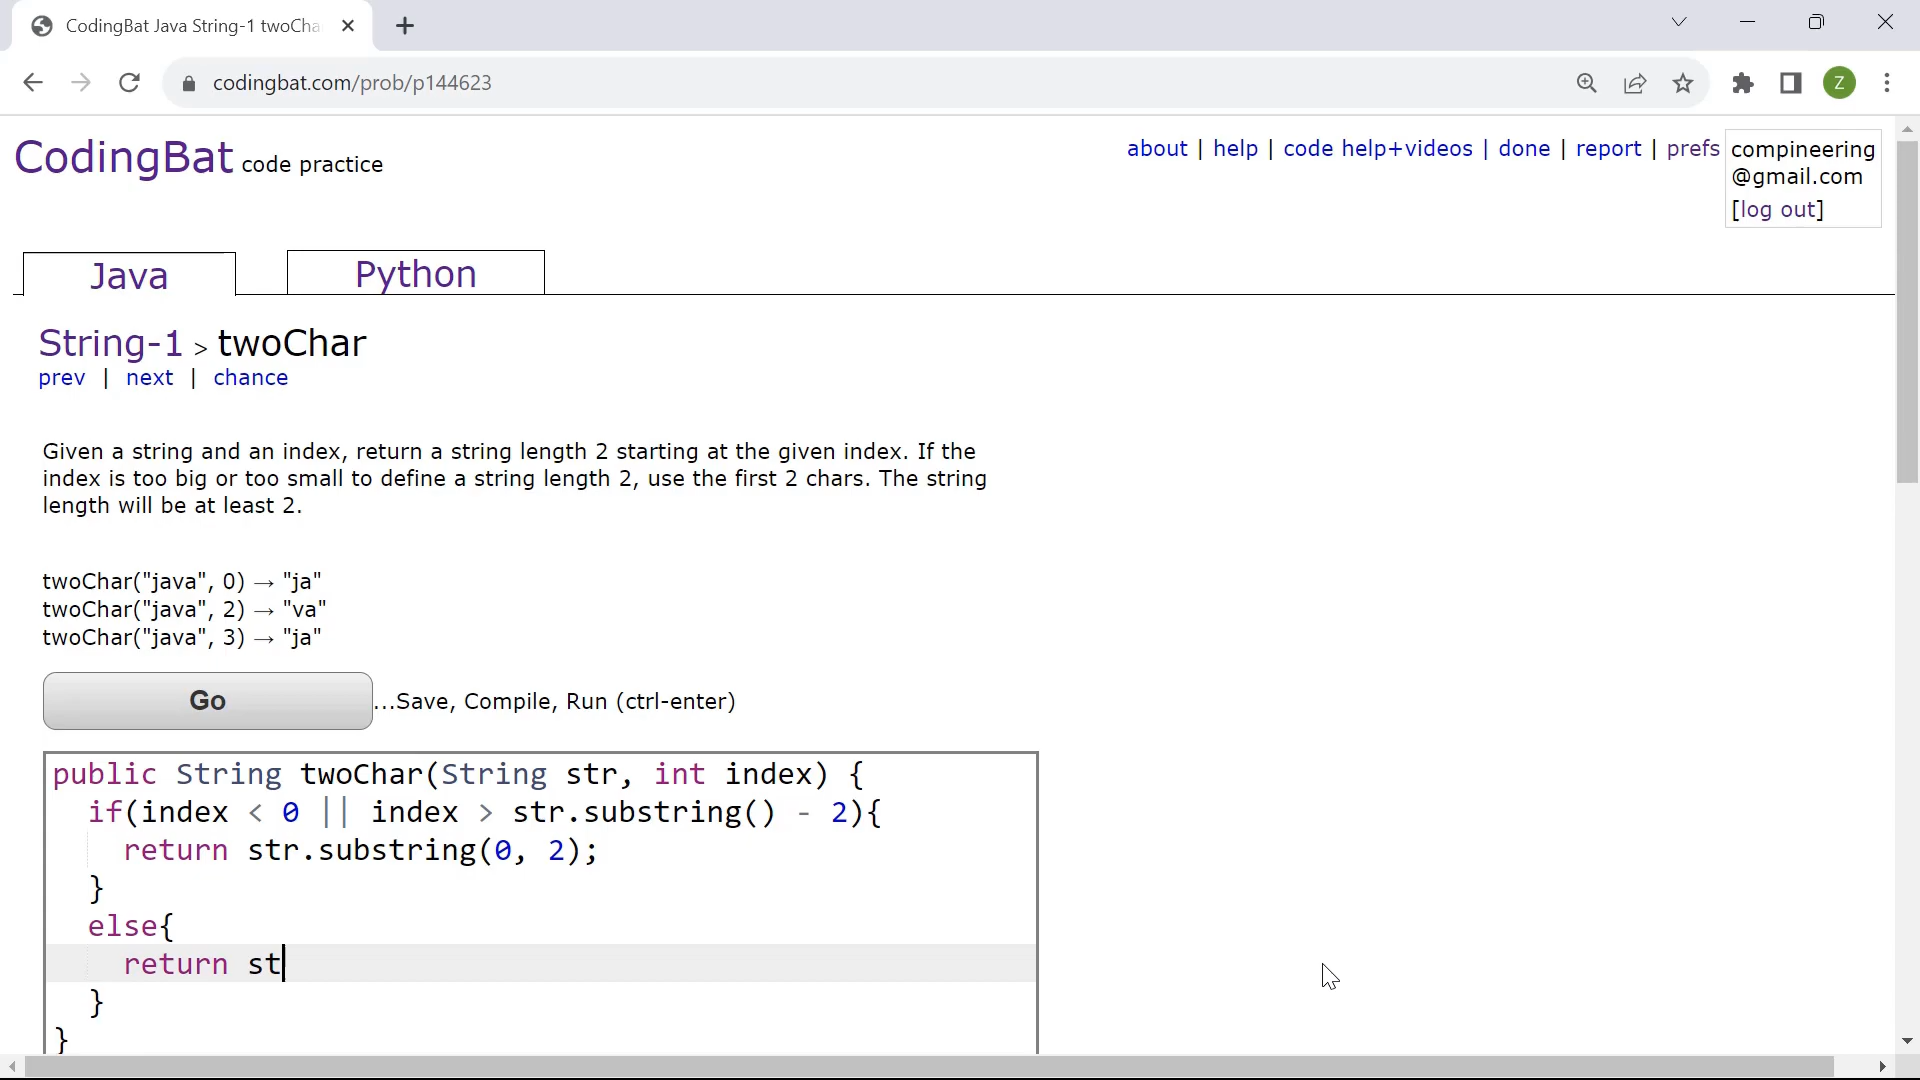 CodingBat Java String-1 twoCha
codingbat.com/prob/p144623
Z
CodingBat code practice
about | help | code help+videos | done | report | prefs
compineering
@gmail.com
[log out]
Java
Python
String-1 > twoChar
prev | next | chance
Given a string and an index, return a string length 2 starting at the given index. If the
index is too big or too small to define a string length 2, use the first 2 chars. The string
length will be at least 2.
twoChar("java", 0) → "ja"
twoChar("java", 2) → "va"
twoChar("java", 3) → "ja"
Go
...Save, Compile, Run (ctrl-enter)
public String twoChar(String str, int index) {
if(index < 0 || index > str.substring() - 2){
return str.substring(0, 2);
}
else{
return st
}
}